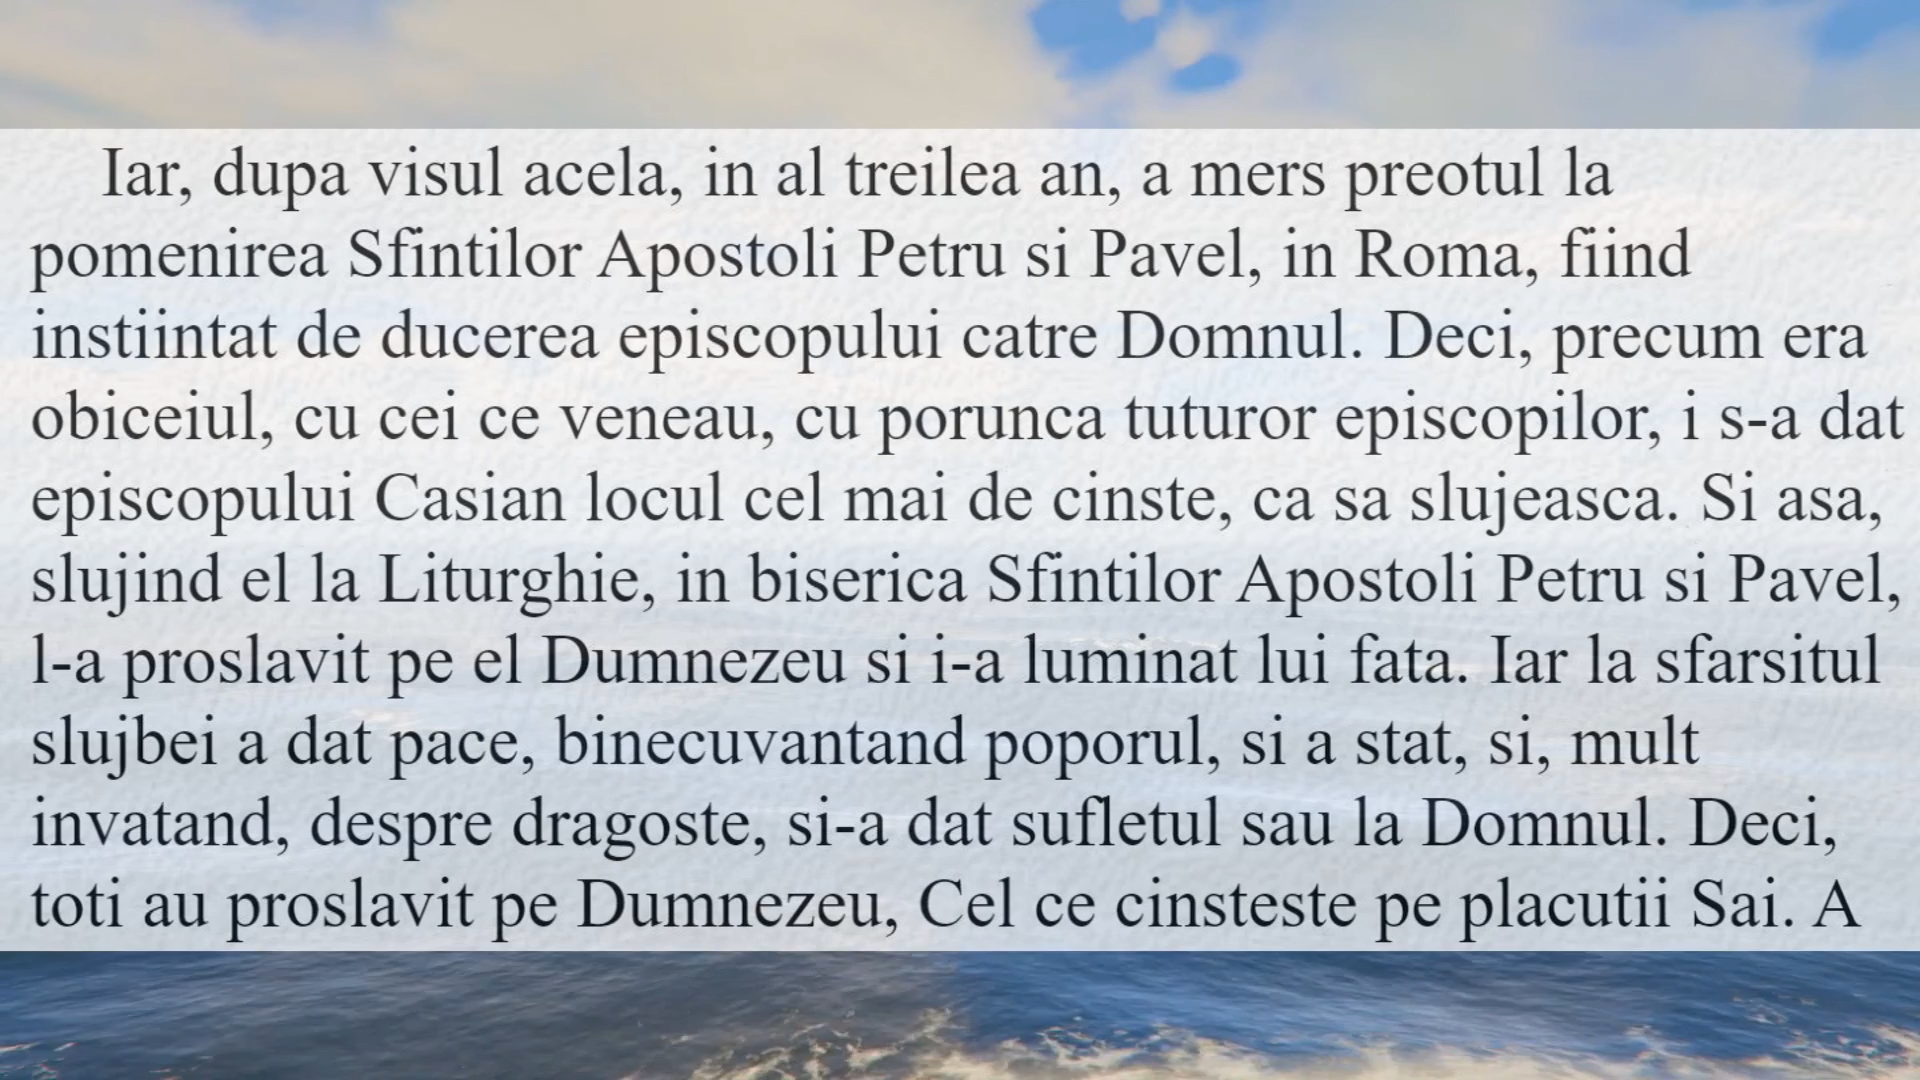 Iar, dupa visul acela, in al treilea an, a mers preotul la
pomenirea Sfintilor Apostoli Petru si Pavel, in Roma, fiind
instiintat de ducerea episcopului catre Domnul. Deci, precum era
obiceiul, cu cei ce veneau, cu porunca tuturor episcopilor, i s-a dat
episcopului Casian locul cel mai de cinste, ca sa slujeasca. Si asa,
slujind el la Liturghie, in biserica Sfintilor Apostoli Petru si Pavel,
l-a proslavit pe el Dumnezeu si i-a luminat lui fata. Iar la sfarsitul
slujbei a dat pace, binecuvantand poporul, si a stat, si, mult
invatand, despre dragoste, si-a dat sufletul sau la Domnul. Deci,
toti au proslavit pe Dumnezeu, Cel ce cinsteste pe placutii Sai. A